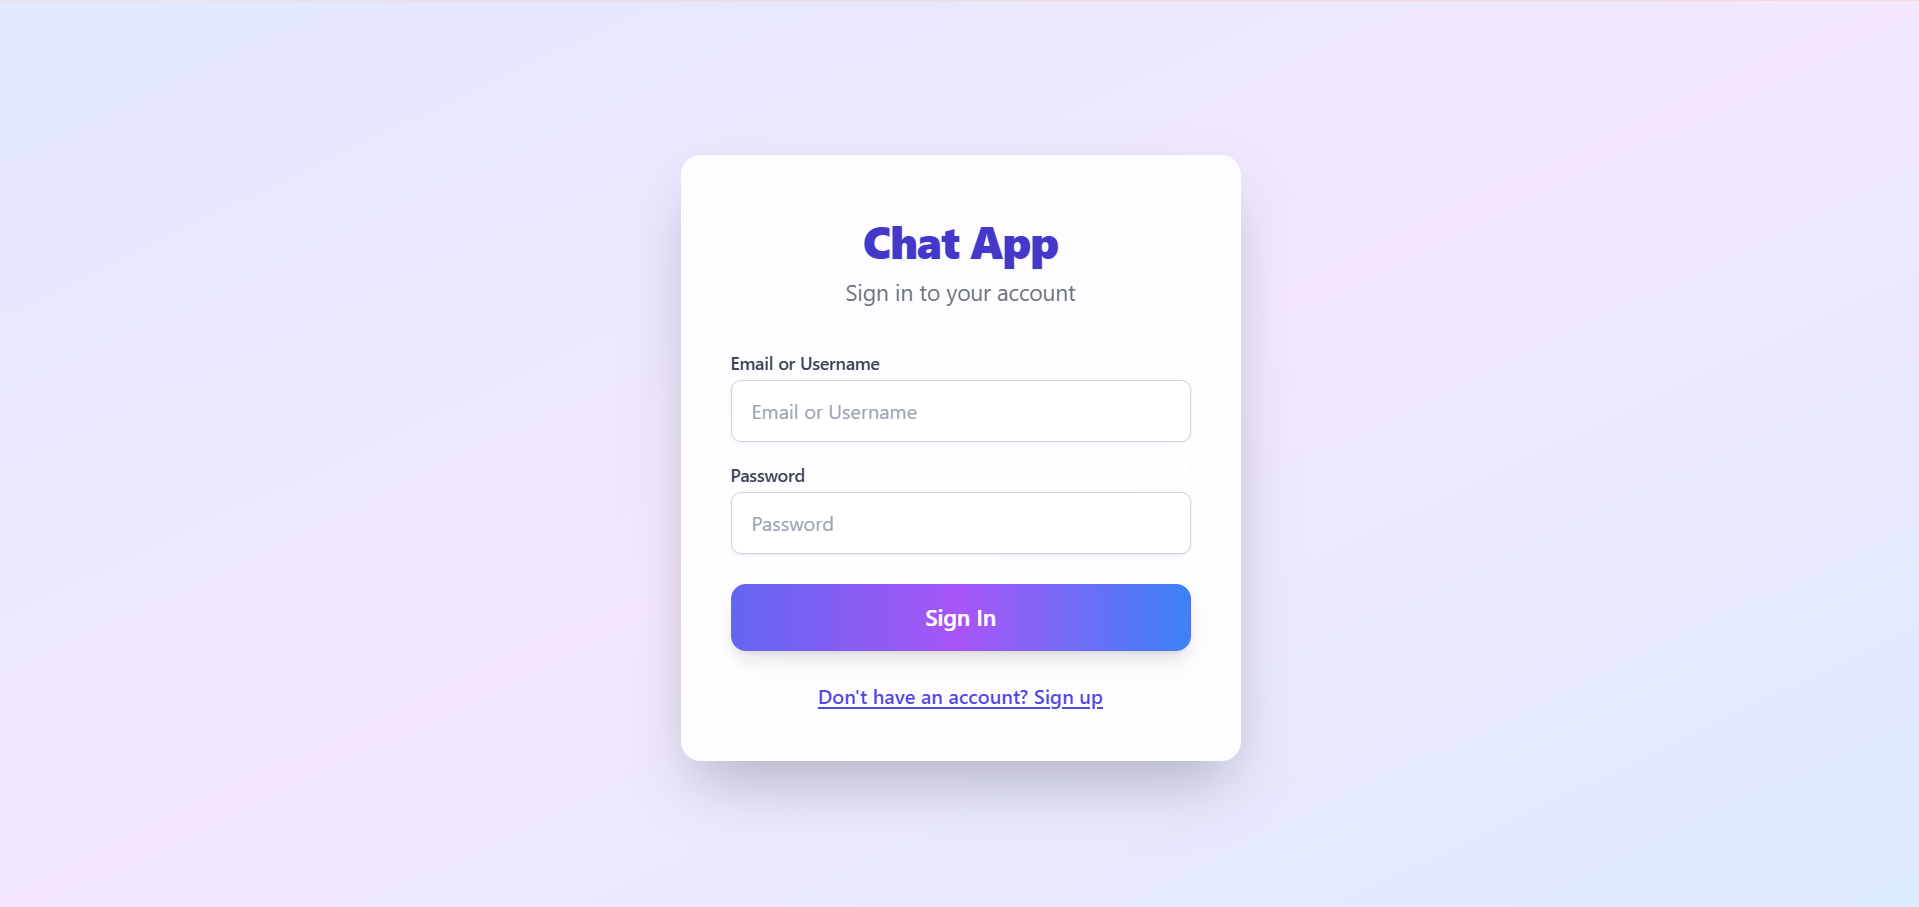 Chat App
Sign in to your account
Email or Username
Email or Username
Password
Password
Sign In
Don't have an account? Sign up